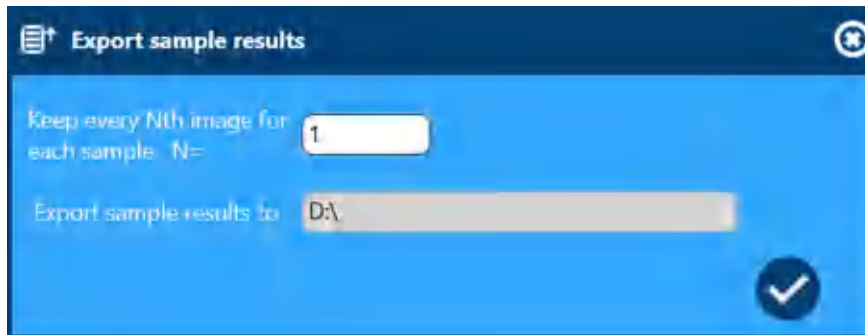 Export sample results
Keep every Nth image for
each sample N=
1
Export sample results to
D:\